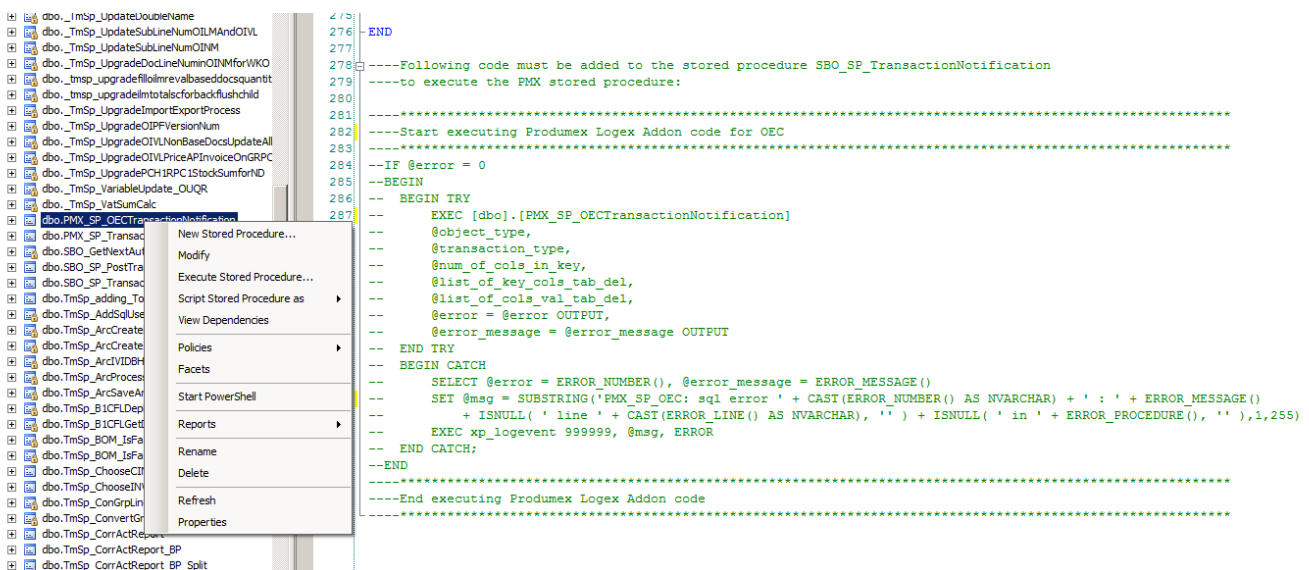 dbo._TmSp_UpdateDoubleName
dbo._TmSp_UpdateSubLineNumOILMAndOIVL
dbo._TmSp_UpdateSubLineNumOINM
dbo._TmSp_UpgradeDocLineNuminOINMforWKO
dbo._tmsp_upgradefilloilmrevalbaseddocsquantit
dbo._tmsp_upgradeilmtotalscforbackflushchild
dbo._TmSp_UpgradeImportExportProcess
dbo._TmSp_UpgradeOIPFVersionNum
dbo._TmSp_UpgradeOIVLNonBaseDocsUpdateAll
dbo._TmSp_UpgradeOIVLPriceAPInvoiceOnGRPC
dbo._TmSp_UpgradePCH1RPC1StockSumforND
dbo._TmSp_VariableUpdate_OUQR
dbo._TmSp_VatSumCalc
dbo.PMX_SP_OECTransactionNotification
dbo.PMX_SP_Transac
dbo.SBO_GetNextAut
dbo.SBO_SP_PostTra
dbo.SBO_SP_Transac
dbo.TmSp_adding_To
dbo.TmSp_AddSqlUse
dbo.TmSp_ArcCreate
dbo.TmSp_ArcCreate
dbo.TmSp_ArcIVIDBH
dbo.TmSp_ArcProces
dbo.TmSp_ArcSaveAr
dbo.TmSp_B1CFLDep
dbo.TmSp_B1CFLGetD
dbo.TmSp_BOM_IsFa
dbo.TmSp_BOM_IsFa
dbo.TmSp_ChooseCIN
dbo.TmSp_ChooseINV
dbo.TmSp_ConGrpLin
dbo.TmSp_ConvertGr
dbo.TmSp_CorrActReport
dbo.TmSp_CorrActReport_BP
dbo.TmSp_CorrActReport_BP_Split
New Stored Procedure...
Modify
Execute Stored Procedure...
Script Stored Procedure as
View Dependencies
Policies
Facets
Start PowerShell
Reports
Rename
Delete
Refresh
Properties
275
276 END
277
278 ----Following code must be added to the stored procedure SBO_SP_TransactionNotification
279 ----to execute the PMX stored procedure:
280
281 ----**********************************************************************************************************
282 ----Start executing Produmex Logex Addon code for OEC
283 ----**********************************************************************************************************
284 --IF @error = 0
285 --BEGIN
286 -- BEGIN TRY
287 -- EXEC [dbo].[PMX_SP_OECTransactionNotification]
-- @object_type,
-- @transaction_type,
-- @num_of_cols_in_key,
-- @list_of_key_cols_tab_del,
-- @list_of_cols_val_tab_del,
-- @error = @error OUTPUT,
-- @error_message = @error_message OUTPUT
-- END TRY
-- BEGIN CATCH
-- SELECT @error = ERROR_NUMBER(), @error_message = ERROR_MESSAGE()
-- SET @msg = SUBSTRING('PMX_SP_OEC: sql error ' + CAST(ERROR_NUMBER() AS NVARCHAR) + ' : ' + ERROR_MESSAGE()
-- + ISNULL( ' line ' + CAST(ERROR_LINE() AS NVARCHAR), '' ) + ISNULL( ' in ' + ERROR_PROCEDURE(), '' ),1,255)
-- EXEC xp_logevent 999999, @msg, ERROR
-- END CATCH;
--END
----**********************************************************************************************************
----End executing Produmex Logex Addon code
----**********************************************************************************************************